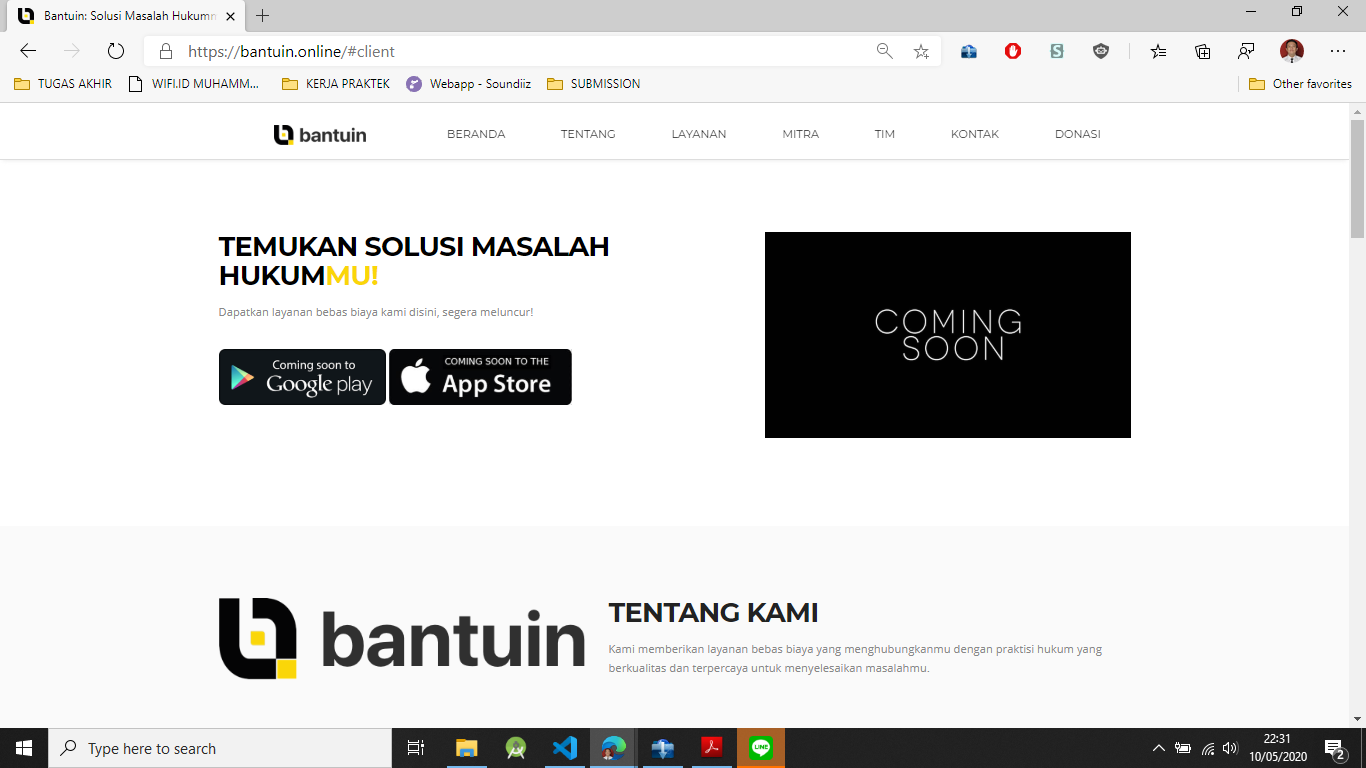 Bantuin: Solusi Masalah Hukumm
https://bantuin.online/#client
TUGAS AKHIR
WIFI.ID MUHAMM...
KERJA PRAKTEK
Webapp - Soundiiz
SUBMISSION
Other favorites
bantuin
BERANDA
TENTANG
LAYANAN
MITRA
TIM
KONTAK
DONASI
TEMUKAN SOLUSI MASALAH
HUKUMMU!
Dapatkan layanan bebas biaya kami disini, segera meluncur!
Coming soon to
Google play
COMING SOON TO THE
App Store
COMING
SOON
bantuin
TENTANG KAMI
Kami memberikan layanan bebas biaya yang menghubungkanmu dengan praktisi hukum yang
berkualitas dan terpercaya untuk menyelesaikan masalahmu.
Type here to search
LINE
22:31
10/05/2020
2